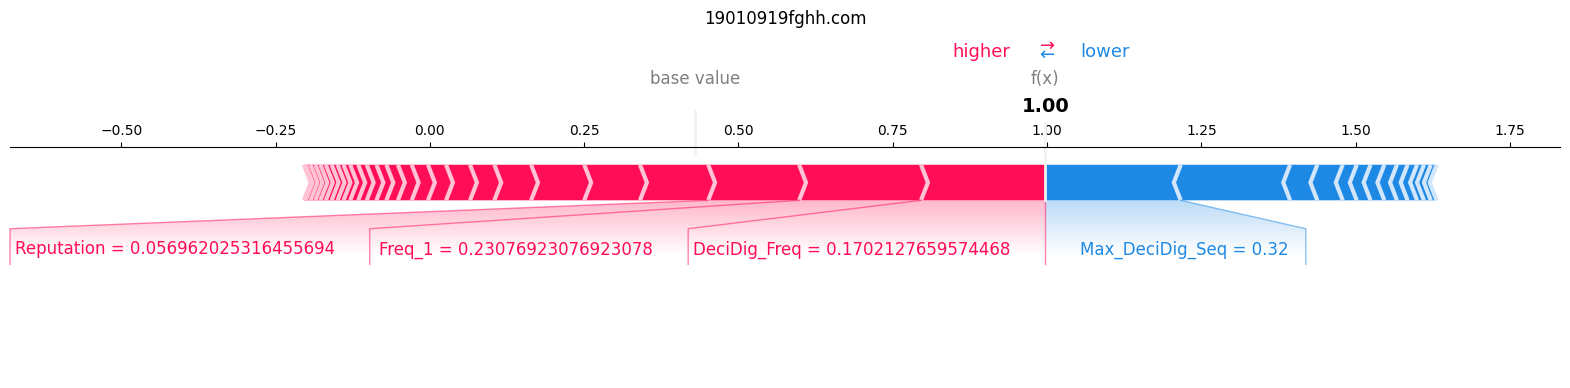 19010919fghh.com
higher ⇄ lower
base value f(x)
1.00
−0.50 −0.25 0.00 0.25 0.50 0.75 1.00 1.25 1.50 1.75
Reputation = 0.056962025316455694 Freq_1 = 0.23076923076923078 DeciDig_Freq = 0.1702127659574468 Max_DeciDig_Seq = 0.32